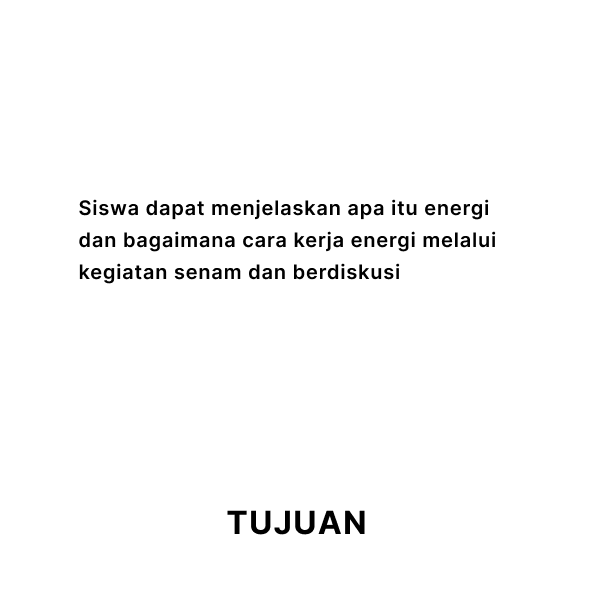 Siswa dapat menjelaskan apa itu energi
dan bagaimana cara kerja energi melalui
kegiatan senam dan berdiskusi
TUJUAN